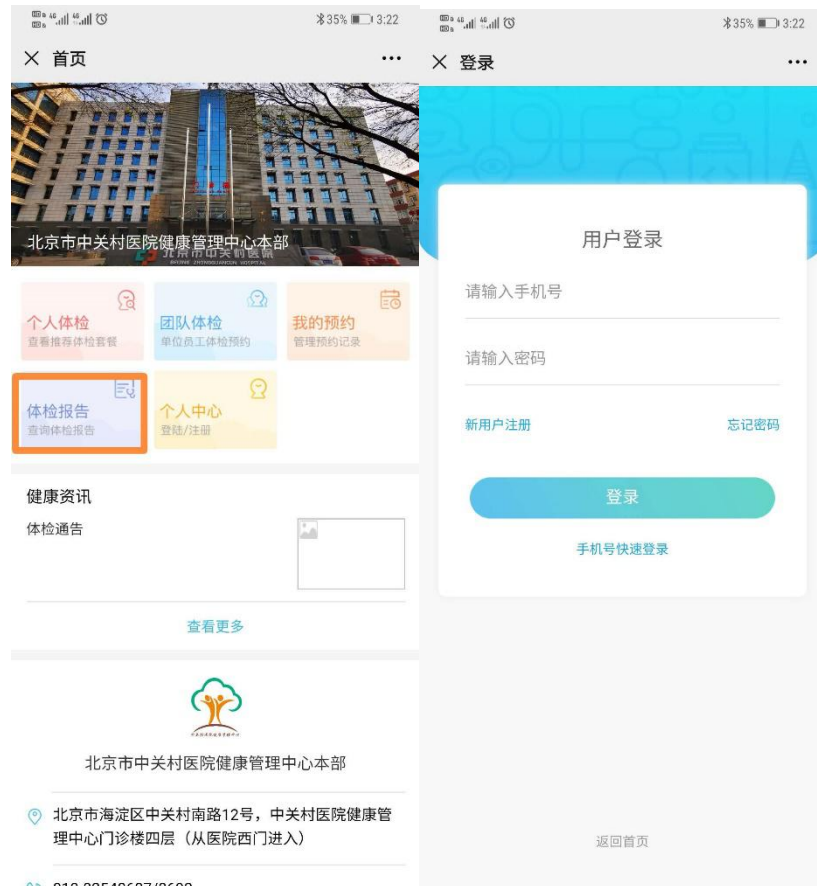 35% 3:22
首页
北京市中关村医院健康管理中心本部
个人体检
查看推荐体检套餐
团队体检
单位员工体检预约
我的预约
管理预约记录
体检报告
查询体检报告
个人中心
登陆/注册
健康资讯
体检通告
查看更多
北京市中关村医院健康管理中心本部
北京市海淀区中关村南路12号，中关村医院健康管
理中心门诊楼四层（从医院西门进入）
35% 3:22
登录
用户登录
请输入手机号
请输入密码
新用户注册 忘记密码
登录
手机号快速登录
返回首页